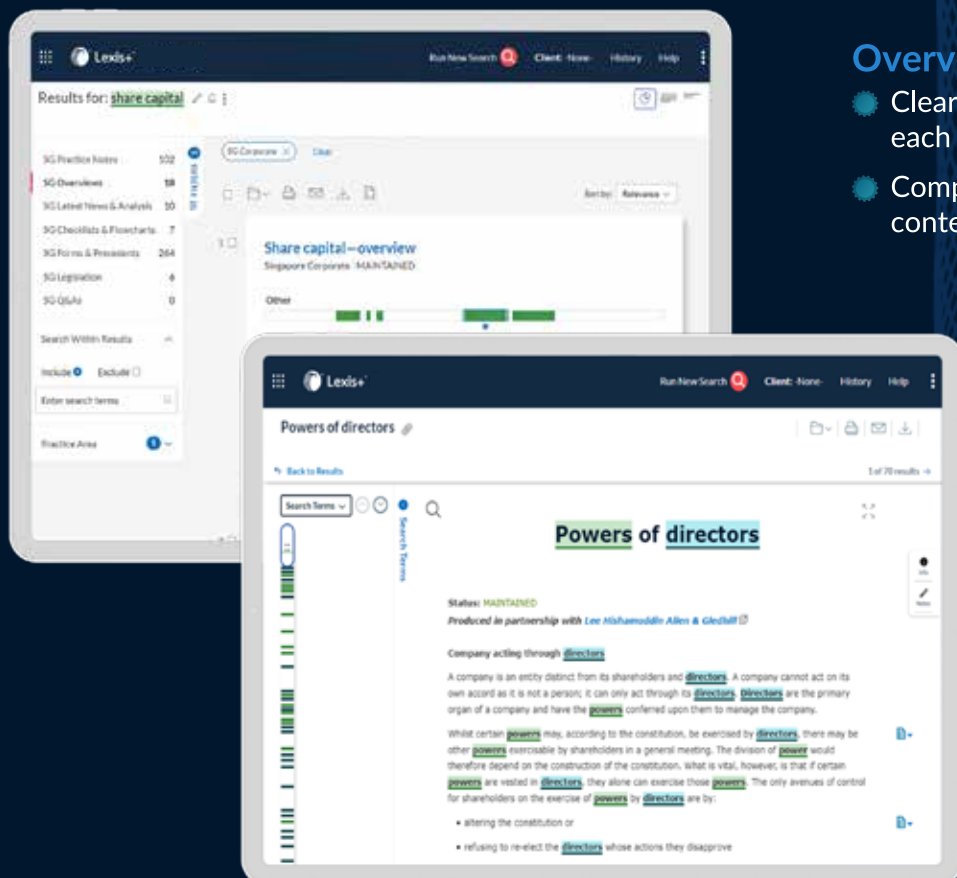 Lexis+
Run New Search Client: -None- History Help
Results for: share capital
SG Practice Notes 102
SG Overviews 18
SG Latest News & Analysis 10
SG Checklists & Flowcharts 7
SG Forms & Precedents 264
SG Legislation 6
SG Q&As 8
Search Within Results
Include Exclude
Enter search terms
Practice Area 1
SG Corporate × Clear
Sort by: Relevance
1
Share capital—overview
Singapore Corporate MAINTAINED
Other
Overv
Clear
each
Comp
conte
Lexis+
Run New Search Client: -None- History Help
Powers of directors
Back to Results
1 of 70 results
Search Terms
Search Terms
Powers of directors
Status: MAINTAINED
Produced in partnership with Lee Hishamuddin Allen & Gledhill
Company acting through directors
A company is an entity distinct from its shareholders and directors. A company cannot act on its
own accord as it is not a person; it can only act through its directors. Directors are the primary
organ of a company and have the powers conferred upon them to manage the company.
Whilst certain powers may, according to the constitution, be exercised by directors, there may be
other powers exercisable by shareholders in a general meeting. The division of power would
therefore depend on the construction of the constitution. What is vital, however, is that if certain
powers are vested in directors, they alone can exercise those powers. The only avenues of control
for shareholders on the exercise of powers by directors are by:
• altering the constitution or
• refusing to re-elect the directors whose actions they disapprove